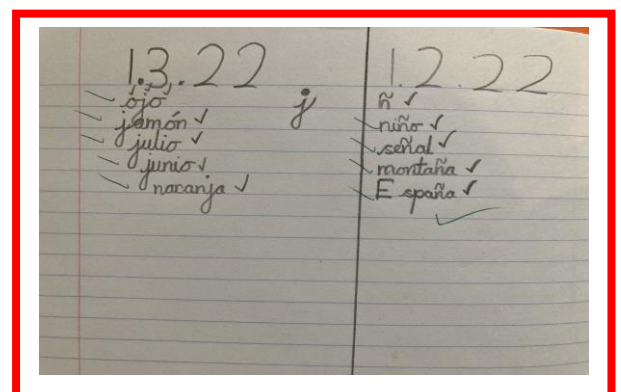 1.3.22
ojo
jamón
julio
junio
naranja
j
1.2.22
ñ
niño
señal
montaña
España